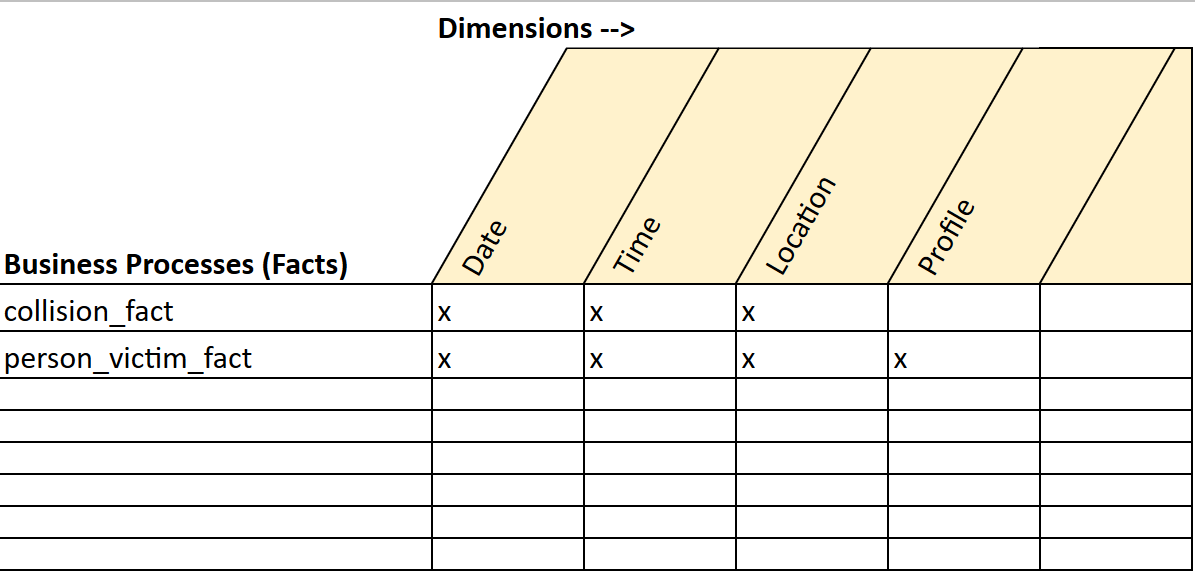 Dimensions -->
Date
Time
Location
Profile
Business Processes (Facts)
collision_fact x x x
person_victim_fact x x x x